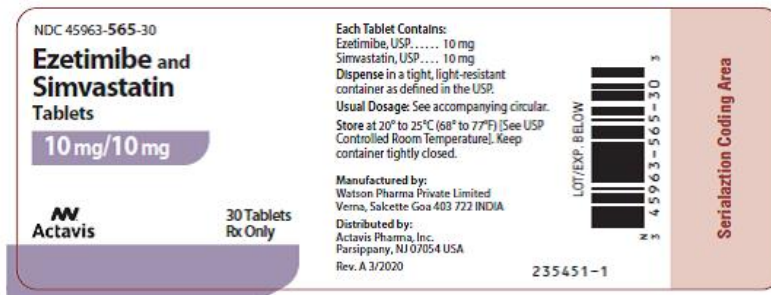 NDC 45963-565-30
Ezetimibe and
Simvastatin
Tablets
10 mg/10 mg
Actavis
30 Tablets
Rx Only
Each Tablet Contains:
Ezetimibe, USP...... 10 mg
Simvastatin, USP.... 10 mg
Dispense in a tight, light-resistant
container as defined in the USP.
Usual Dosage: See accompanying circular.
Store at 20° to 25°C (68° to 77°F) [See USP
Controlled Room Temperature]. Keep
container tightly closed.
Manufactured by:
Watson Pharma Private Limited
Verna, Salcette Goa 403 722 INDIA
Distributed by:
Actavis Pharma, Inc.
Parsippany, NJ 07054 USA
Rev. A 3/2020
235451-1
LOT/EXP. BELOW
N
3 45963-565-30 3
Serialaztion Coding Area